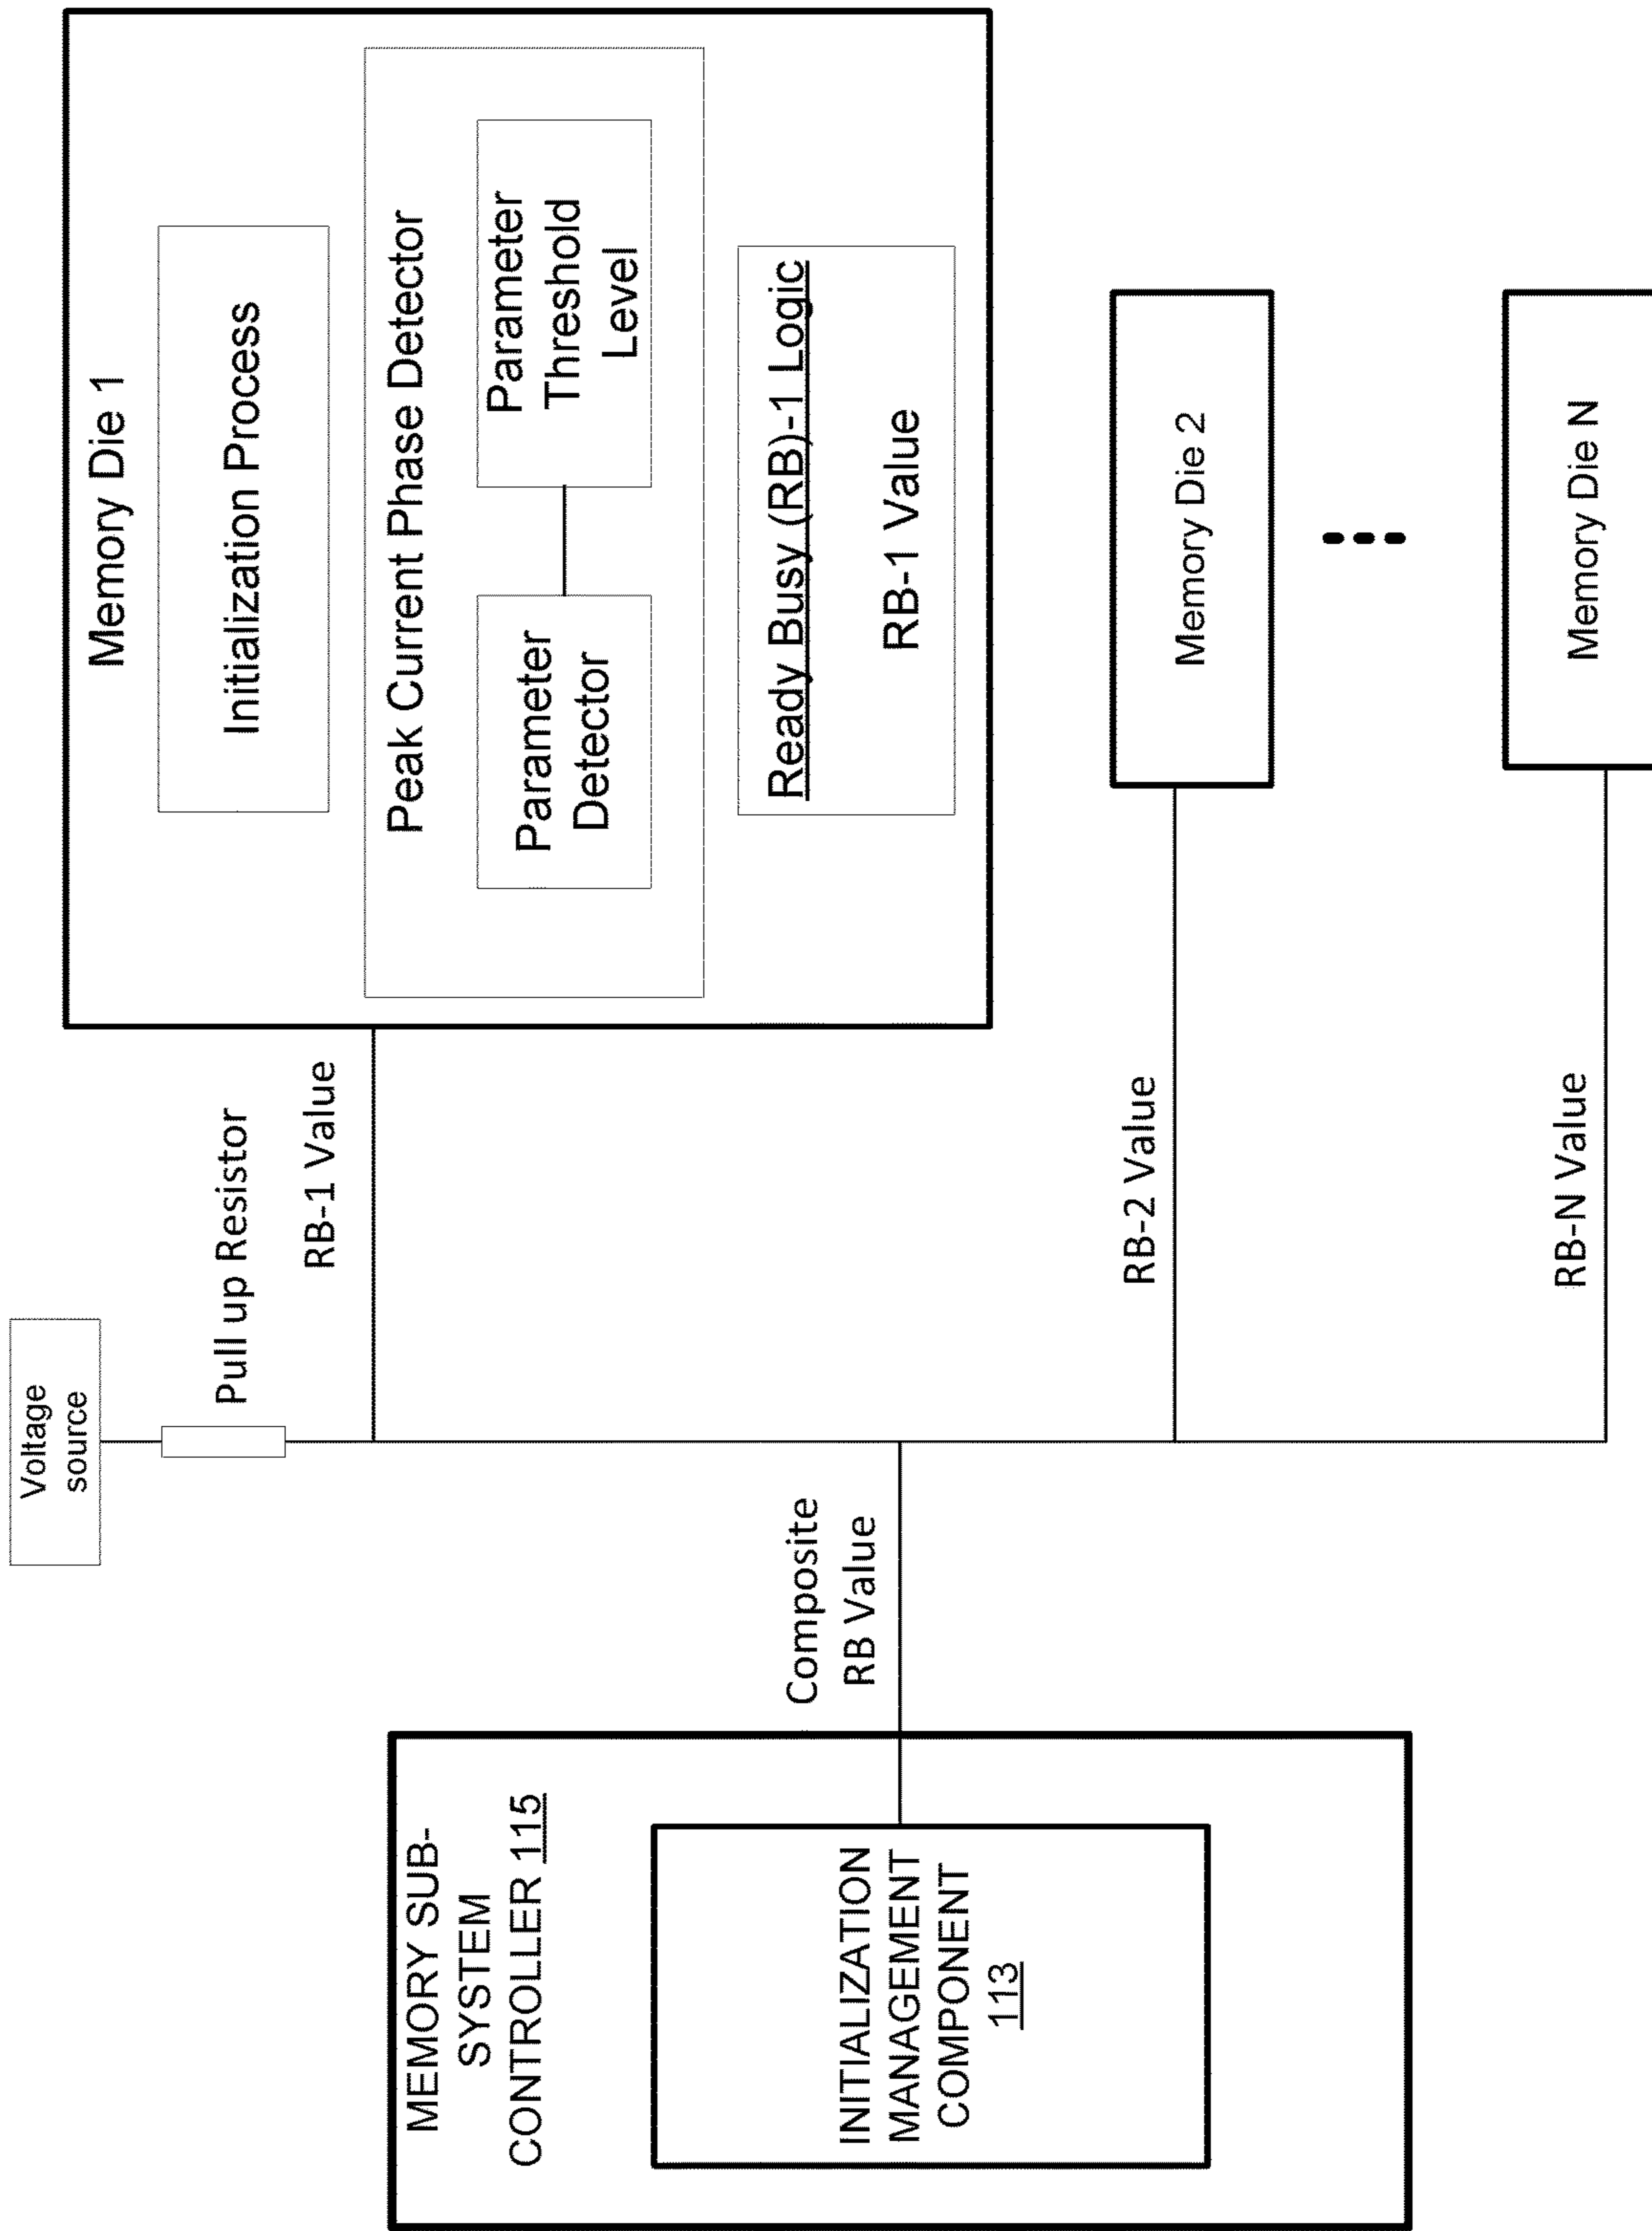 Voltage
source
Pull up Resistor
RB-1 Value
Memory Die 1
Initialization Process
Peak Current Phase Detector
Parameter
Detector
Parameter
Threshold
Level
Ready Busy (RB)-1 Logic
RB-1 Value
MEMORY SUB-
SYSTEM
CONTROLLER 115
INITIALIZATION
MANAGEMENT
COMPONENT
113
Composite
RB Value
RB-2 Value
Memory Die 2
RB-N Value
Memory Die N